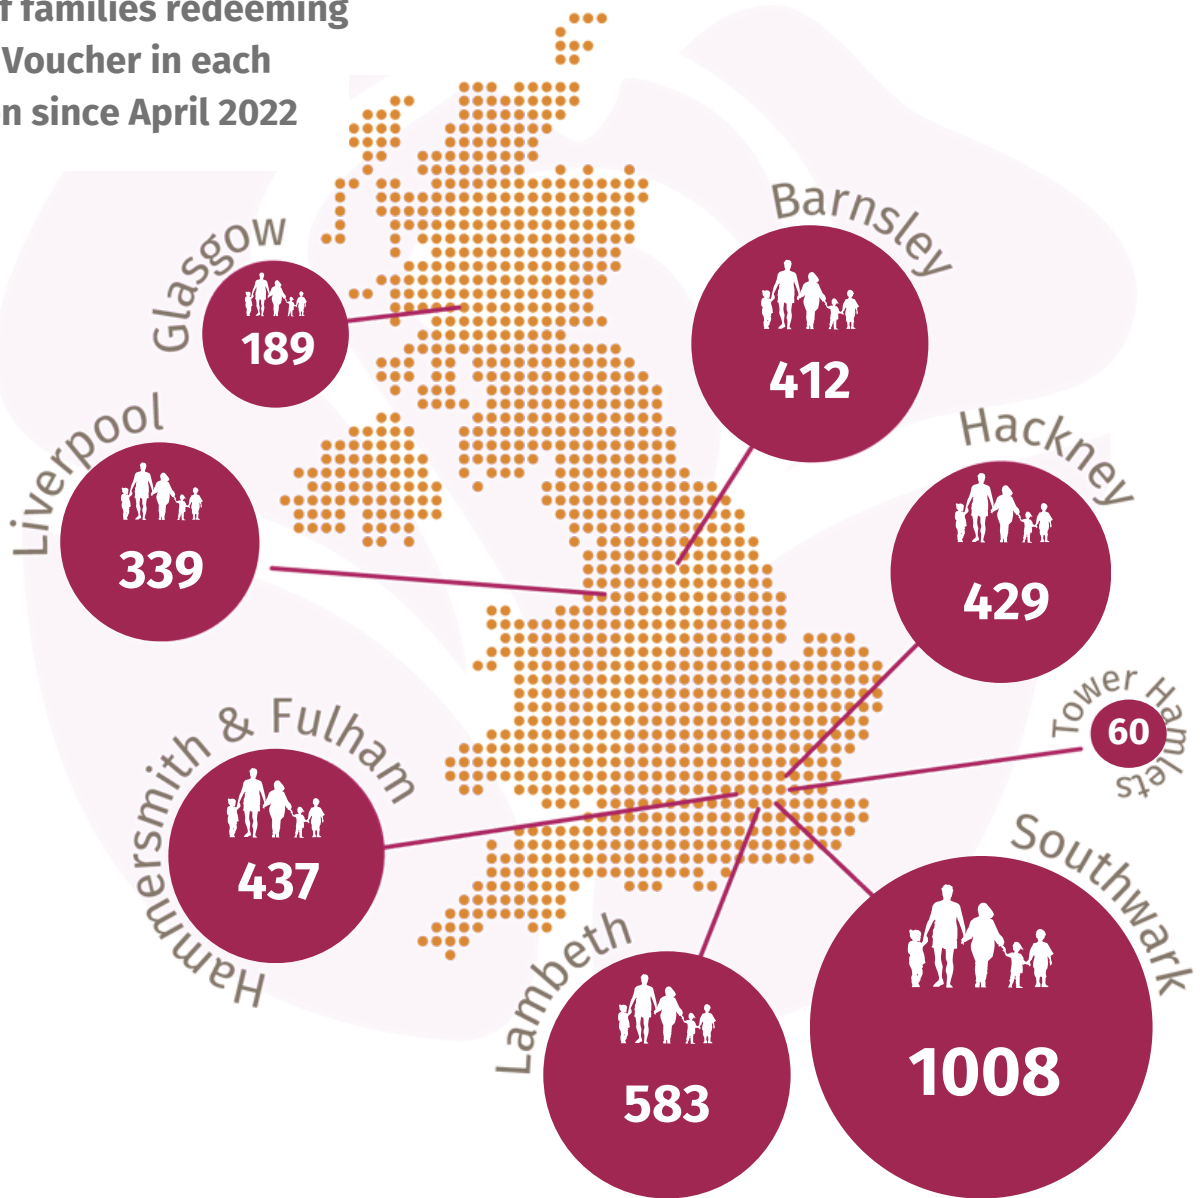 f families redeeming
Voucher in each
n since April 2022
Glasgow
189
Barnsley
412
Liverpool
339
Hackney
429
Tower Hamlets
60
Hammersmith & Fulham
437
Southwark
1008
Lambeth
583